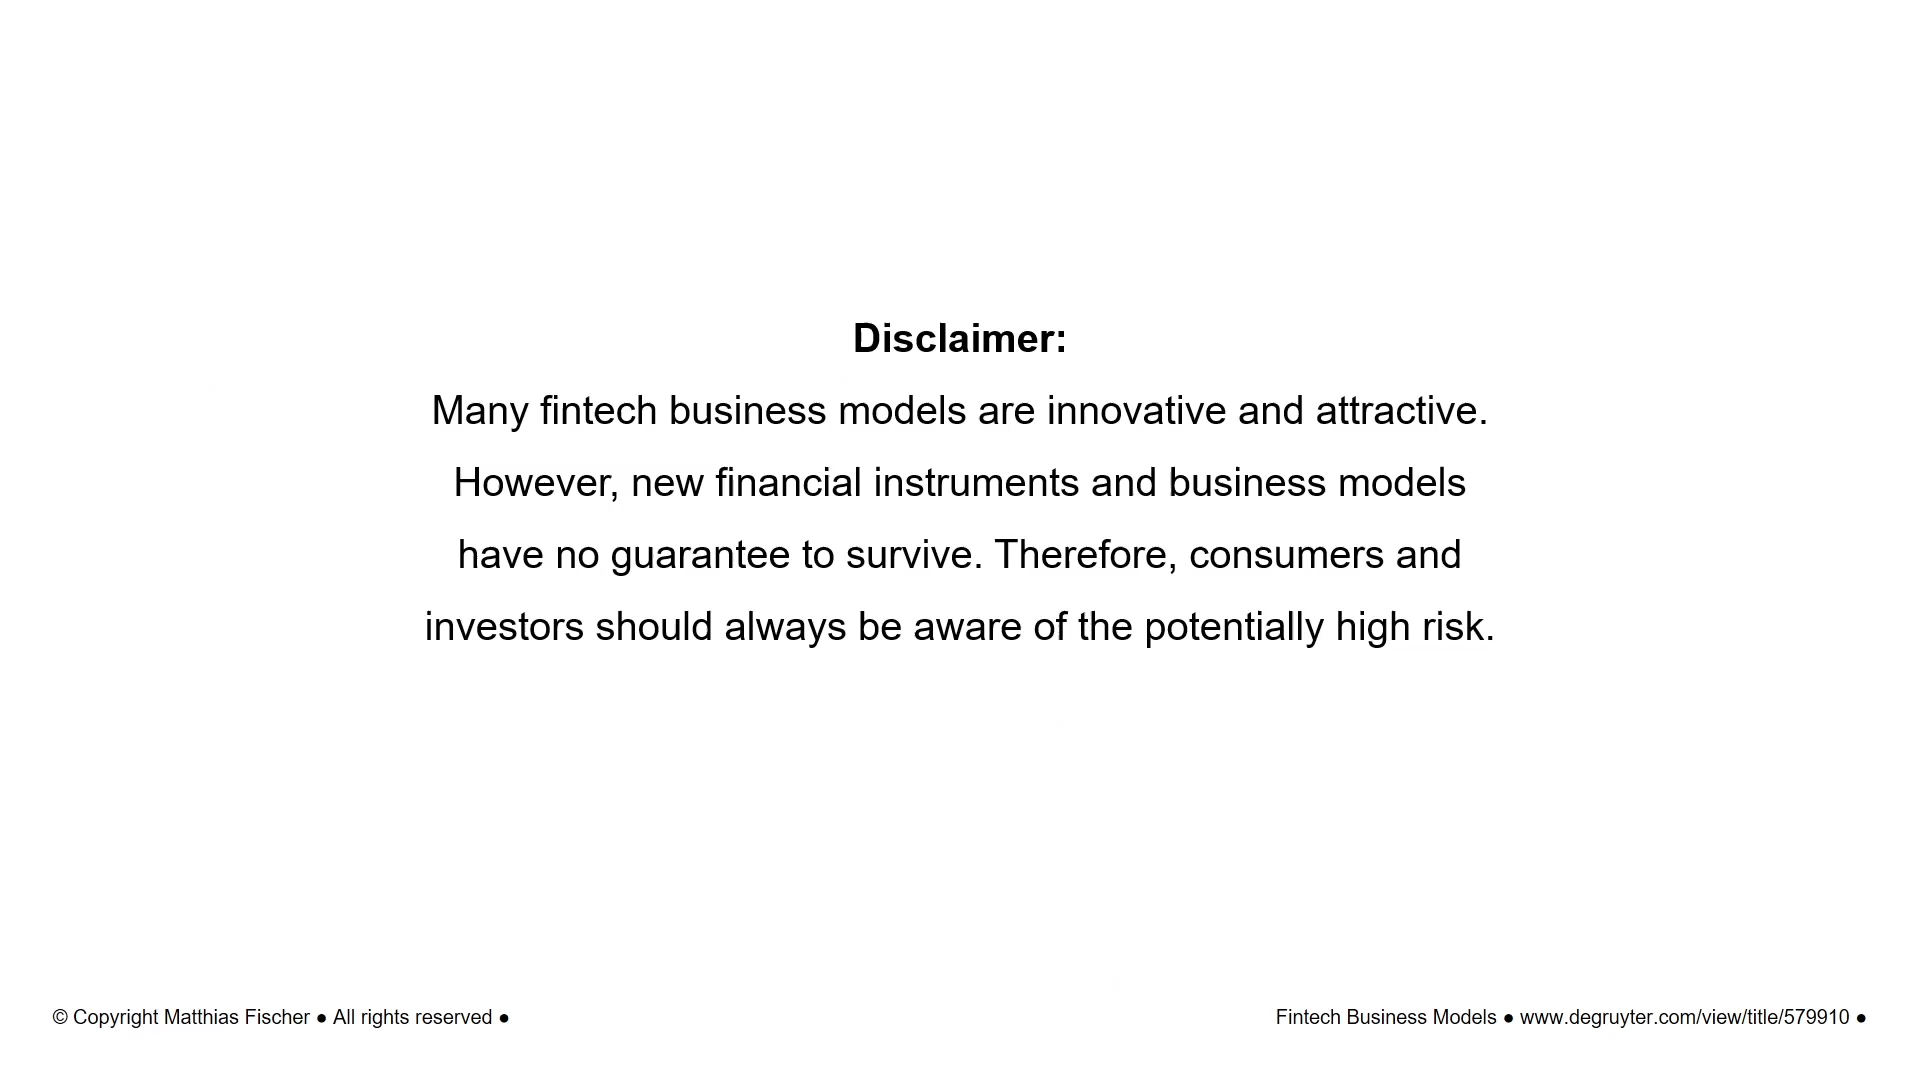 Disclaimer:
Many fintech business models are innovative and attractive.
However, new financial instruments and business models
have no guarantee to survive. Therefore, consumers and
investors should always be aware of the potentially high risk.
© Copyright Matthias Fischer ● All rights reserved ●
Fintech Business Models ● www.degruyter.com/view/title/579910 ●